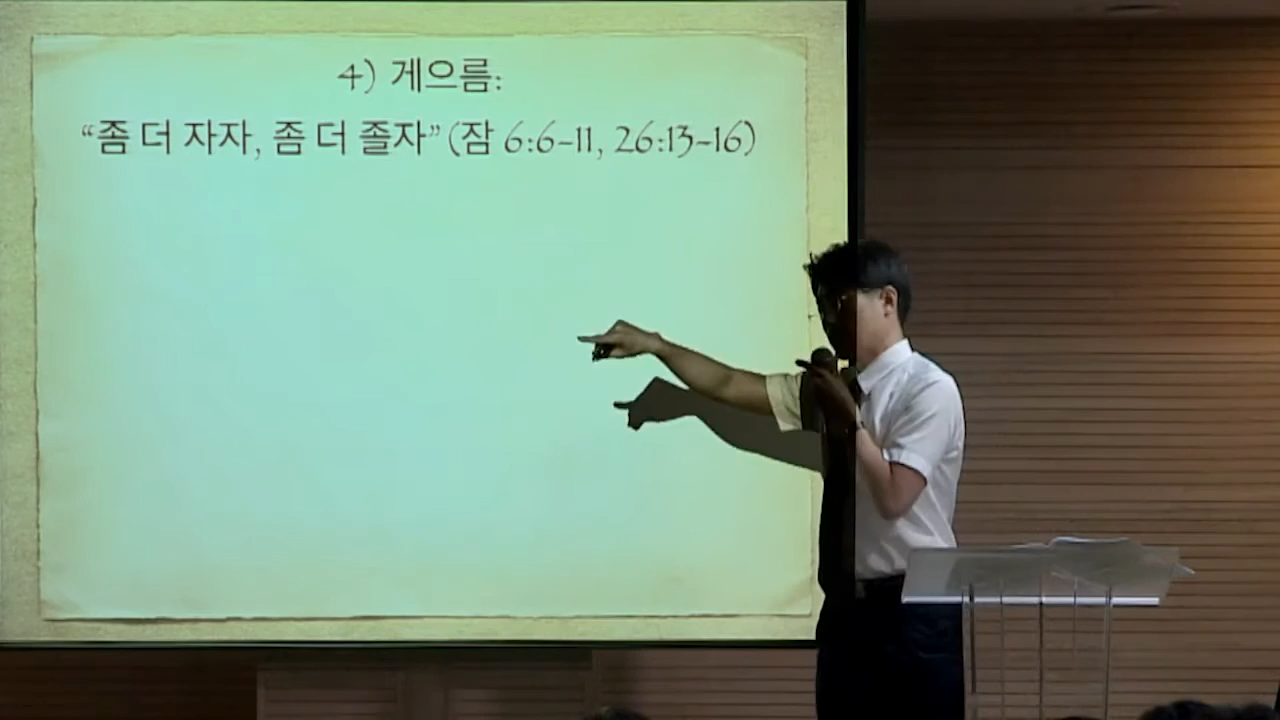 4) 게으름:
“좀 더 자자, 좀 더 졸자” (잠 6:6-11, 26:13-16)